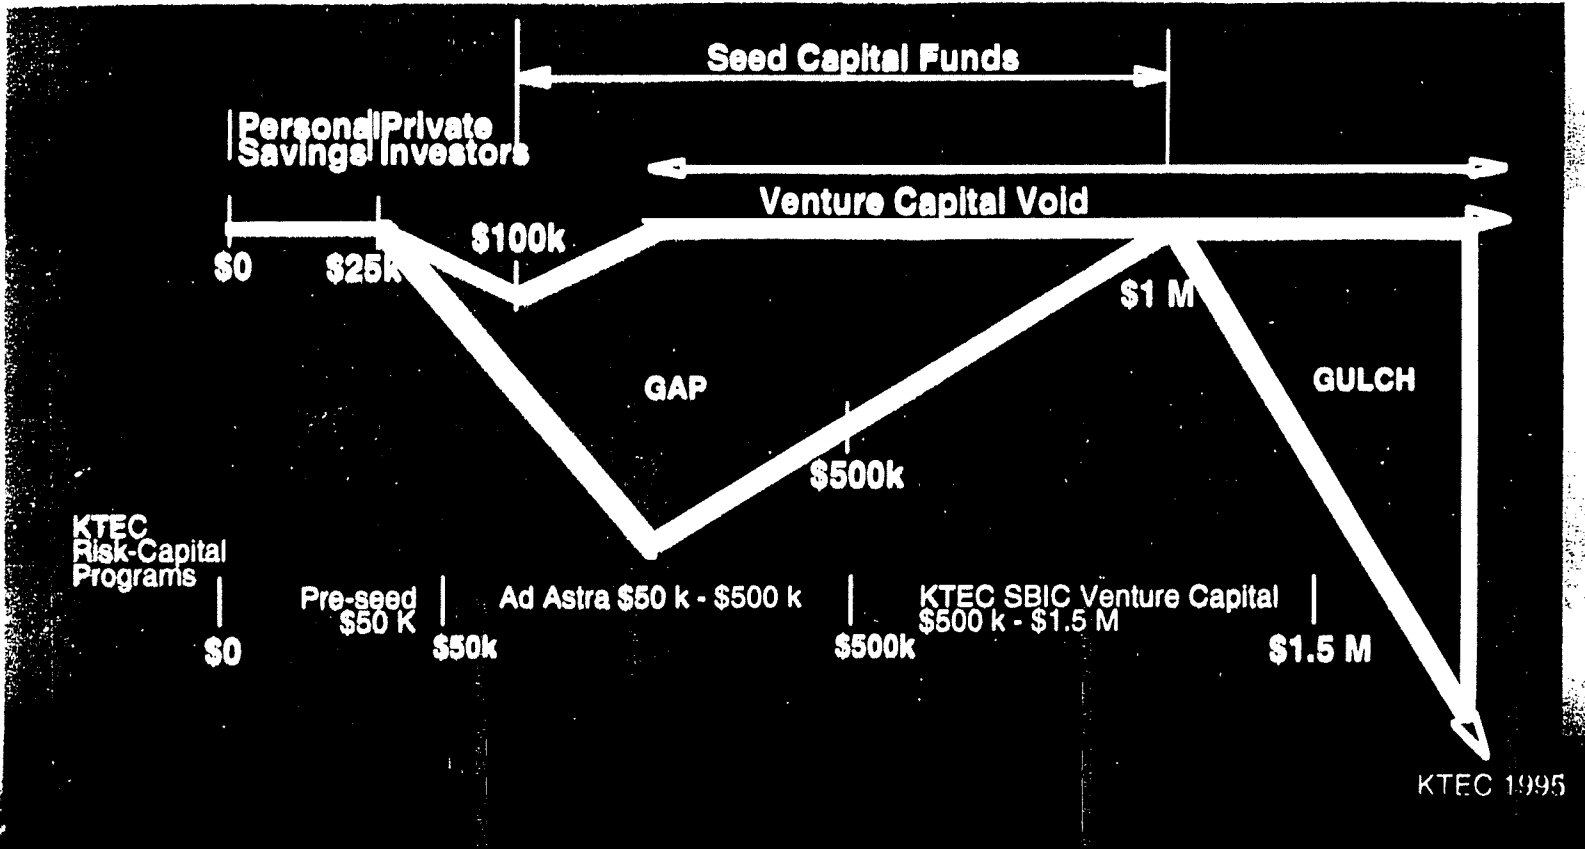 Seed Capital Funds
Personal
Savings
Private
Investors
Venture Capital Void
$0
$25k
$100k
$1 M
GAP
GULCH
$500k
KTEC
Risk-Capital
Programs
Pre-seed
$50 K
Ad Astra $50 k - $500 k
KTEC SBIC Venture Capital
$500 k - $1.5 M
$0
$50k
$500k
$1.5 M
KTEC 1995